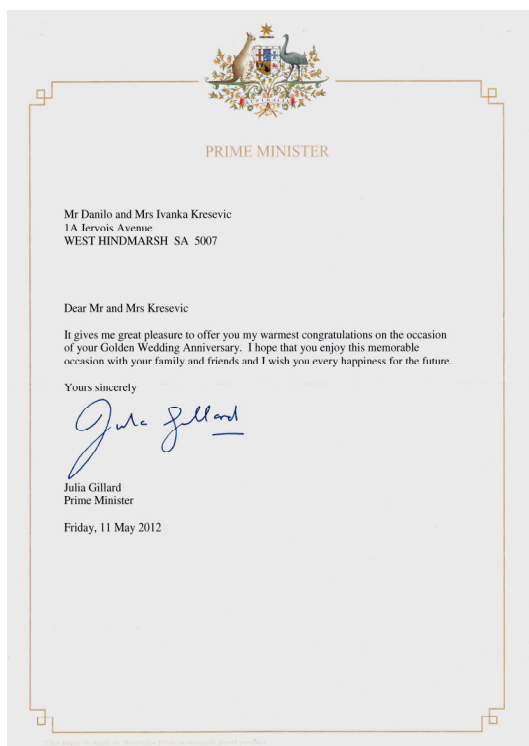 AUSTRALIA
PRIME MINISTER
Mr Danilo and Mrs Ivanka Kresevic
1A Jervois Avenue
WEST HINDMARSH SA 5007
Dear Mr and Mrs Kresevic
It gives me great pleasure to offer you my warmest congratulations on the occasion
of your Golden Wedding Anniversary. I hope that you enjoy this memorable
occasion with your family and friends and I wish you every happiness for the future.
Yours sincerely
Julia Gillard
Julia Gillard
Prime Minister
Friday, 11 May 2012